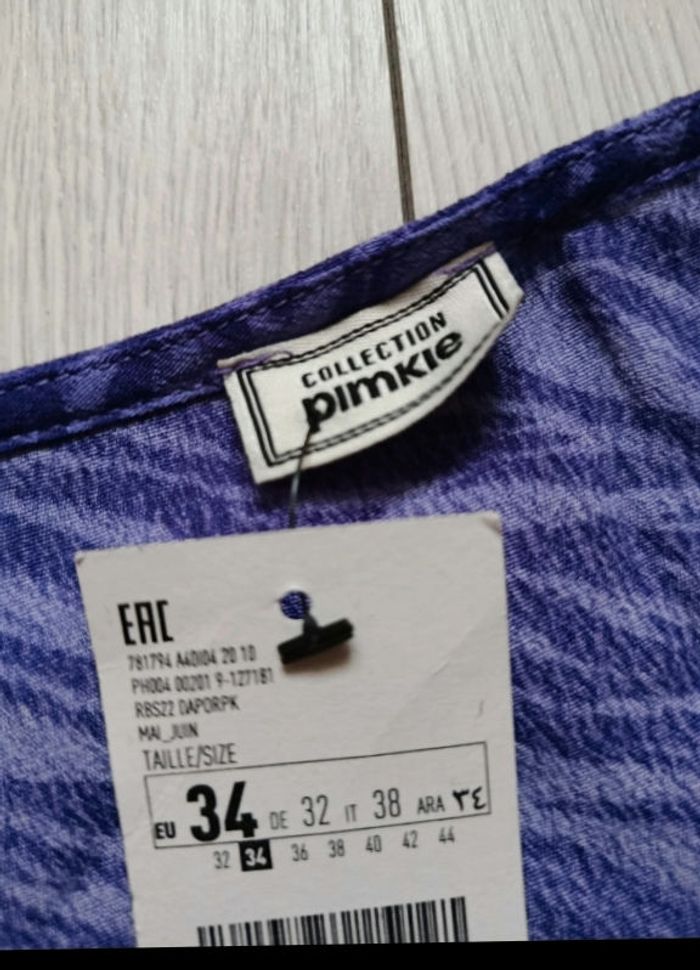 COLLECTION
pimkie
EAC
781794 A40I04 20 10
PH004 00201 9-127181
RBS22 DAPORPK
MAI_JUIN
TAILLE/SIZE
EU 34 DE 32 IT 38 ARA ٣٤
32 34 36 38 40 42 44